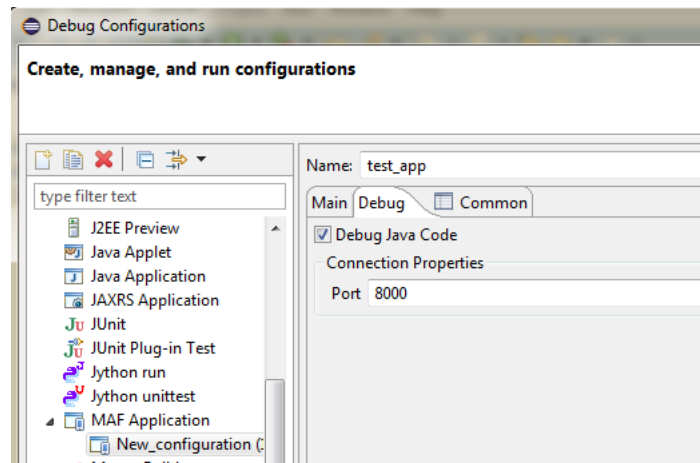 Debug Configurations
Create, manage, and run configurations
Name: test_app
type filter text
Main Debug Common
J2EE Preview
Java Applet
Java Application
JAXRS Application
JUnit
JUnit Plug-in Test
Jython run
Jython unittest
MAF Application
New_configuration (
Debug Java Code
Connection Properties
Port 8000